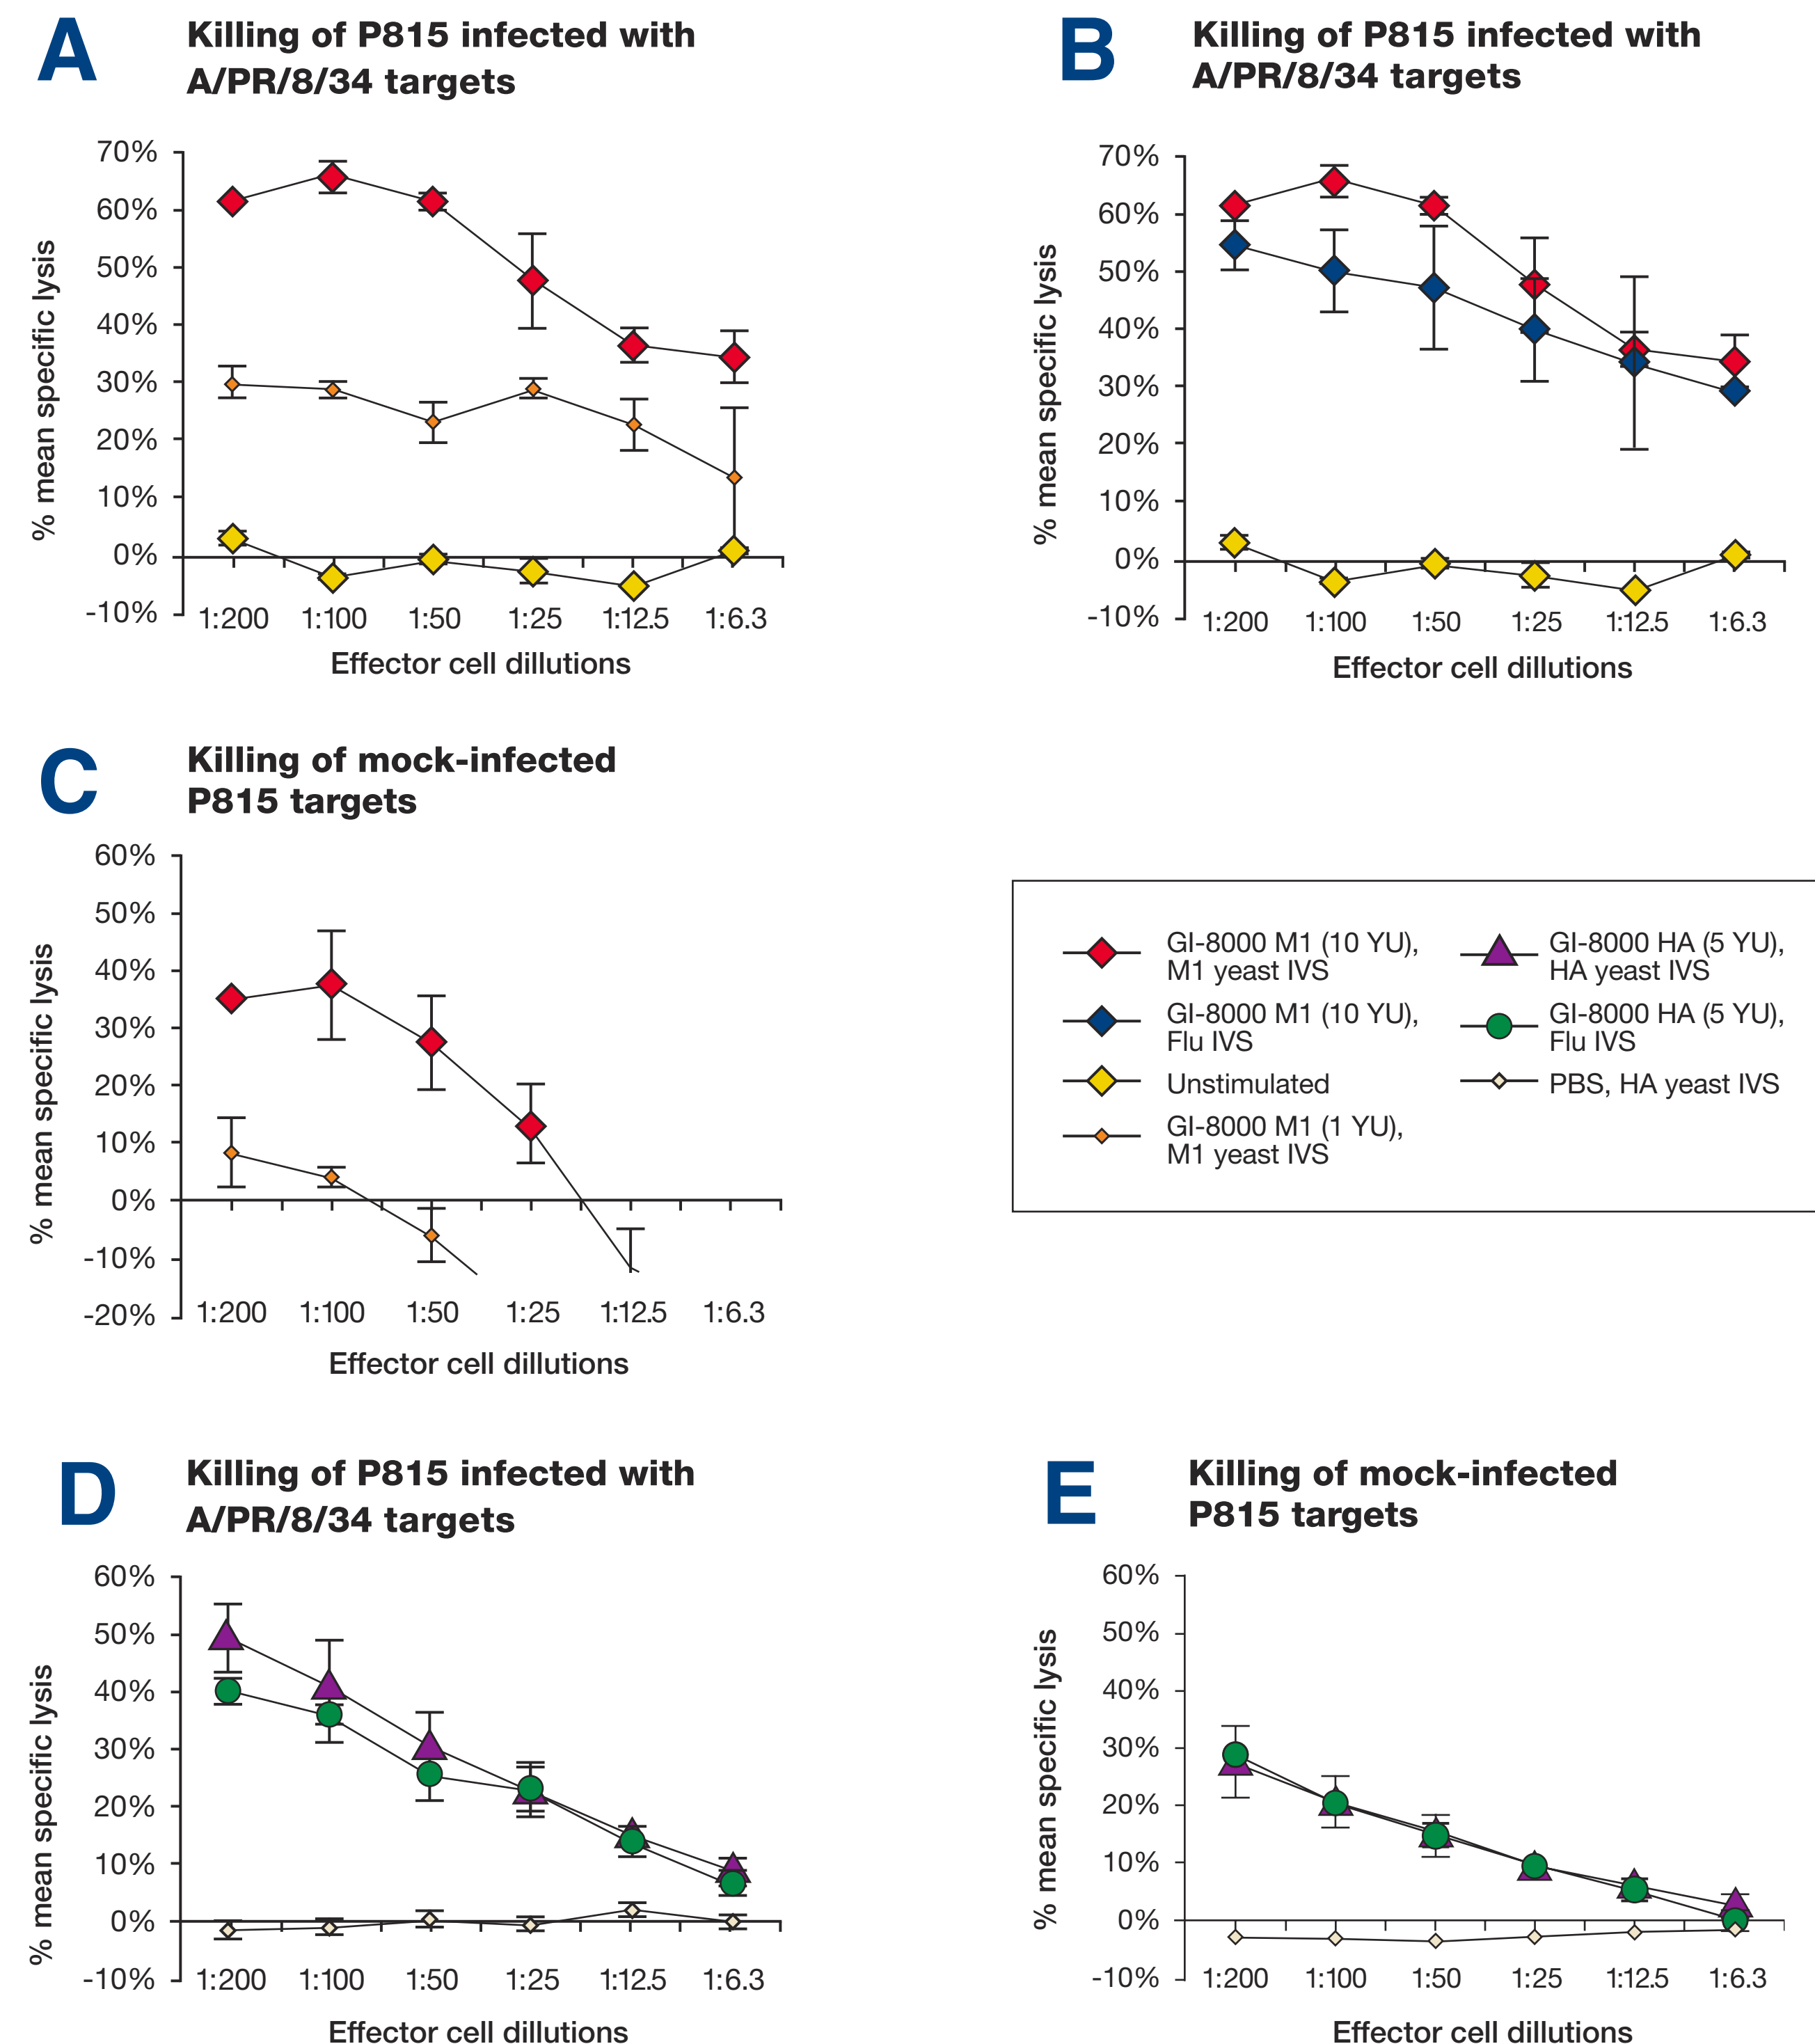 A
Killing of P815 infected with
A/PR/8/34 targets
% mean specific lysis
70%
60%
50%
40%
30%
20%
10%
0%
-10%
1:200 1:100 1:50 1:25 1:12.5 1:6.3
Effector cell dillutions
B
Killing of P815 infected with
A/PR/8/34 targets
% mean specific lysis
70%
60%
50%
40%
30%
20%
10%
0%
-10%
1:200 1:100 1:50 1:25 1:12.5 1:6.3
Effector cell dillutions
C
Killing of mock-infected
P815 targets
% mean specific lysis
60%
50%
40%
30%
20%
10%
0%
-10%
-20%
1:200 1:100 1:50 1:25 1:12.5 1:6.3
Effector cell dillutions
GI-8000 M1 (10 YU),
M1 yeast IVS
GI-8000 M1 (10 YU),
Flu IVS
Unstimulated
GI-8000 M1 (1 YU),
M1 yeast IVS
GI-8000 HA (5 YU),
HA yeast IVS
GI-8000 HA (5 YU),
Flu IVS
PBS, HA yeast IVS
D
Killing of P815 infected with
A/PR/8/34 targets
% mean specific lysis
60%
50%
40%
30%
20%
10%
0%
-10%
1:200 1:100 1:50 1:25 1:12.5 1:6.3
Effector cell dillutions
E
Killing of mock-infected
P815 targets
% mean specific lysis
60%
50%
40%
30%
20%
10%
0%
-10%
1:200 1:100 1:50 1:25 1:12.5 1:6.3
Effector cell dillutions